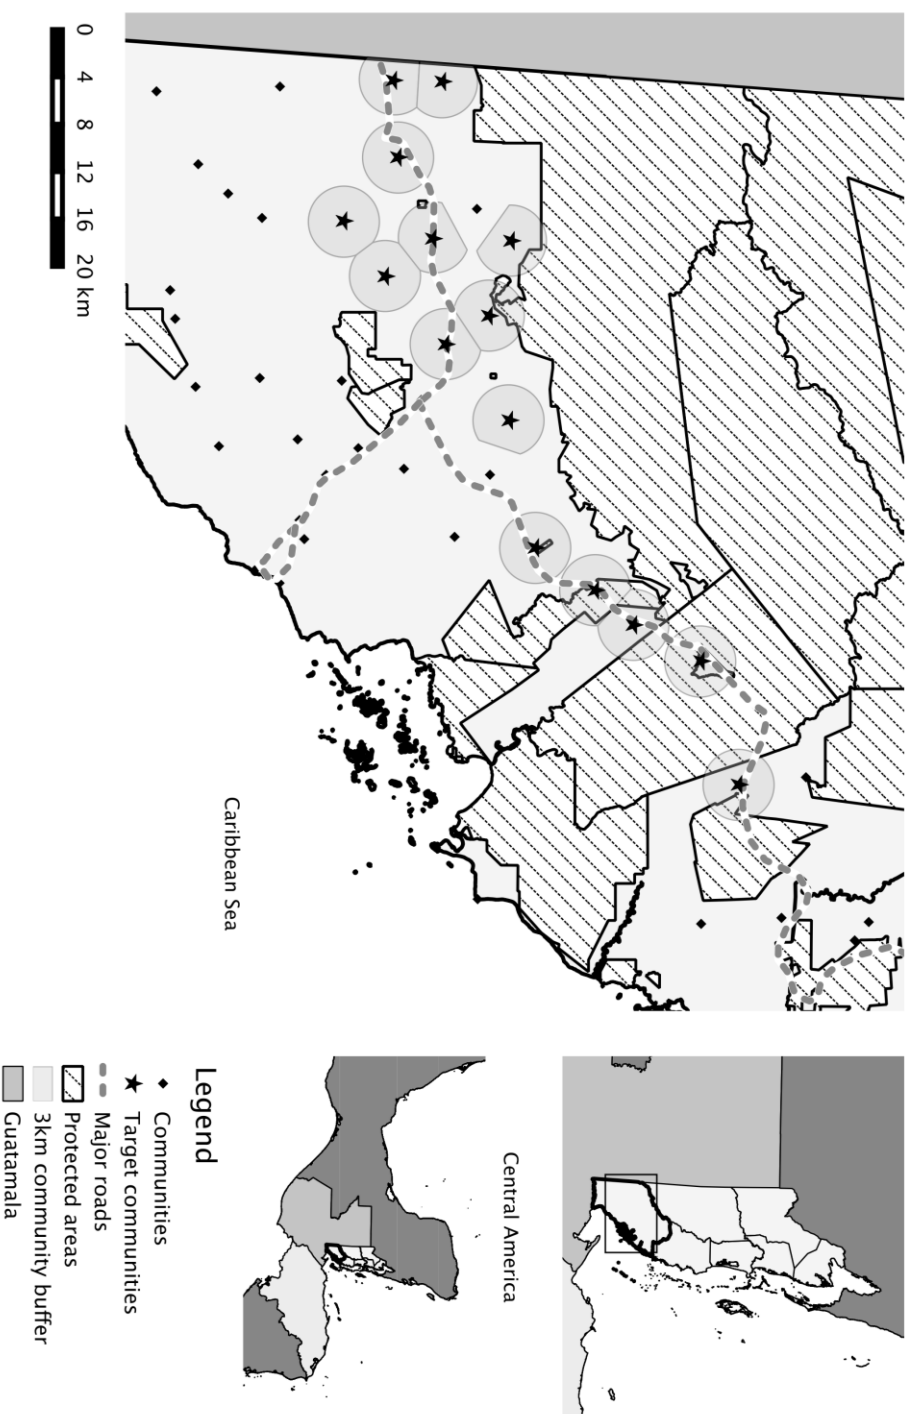 0 4 8 12 16 20 km
Caribbean Sea
Central America
Legend
Communities
Target communities
Major roads
Protected areas
3km community buffer
Guatamala